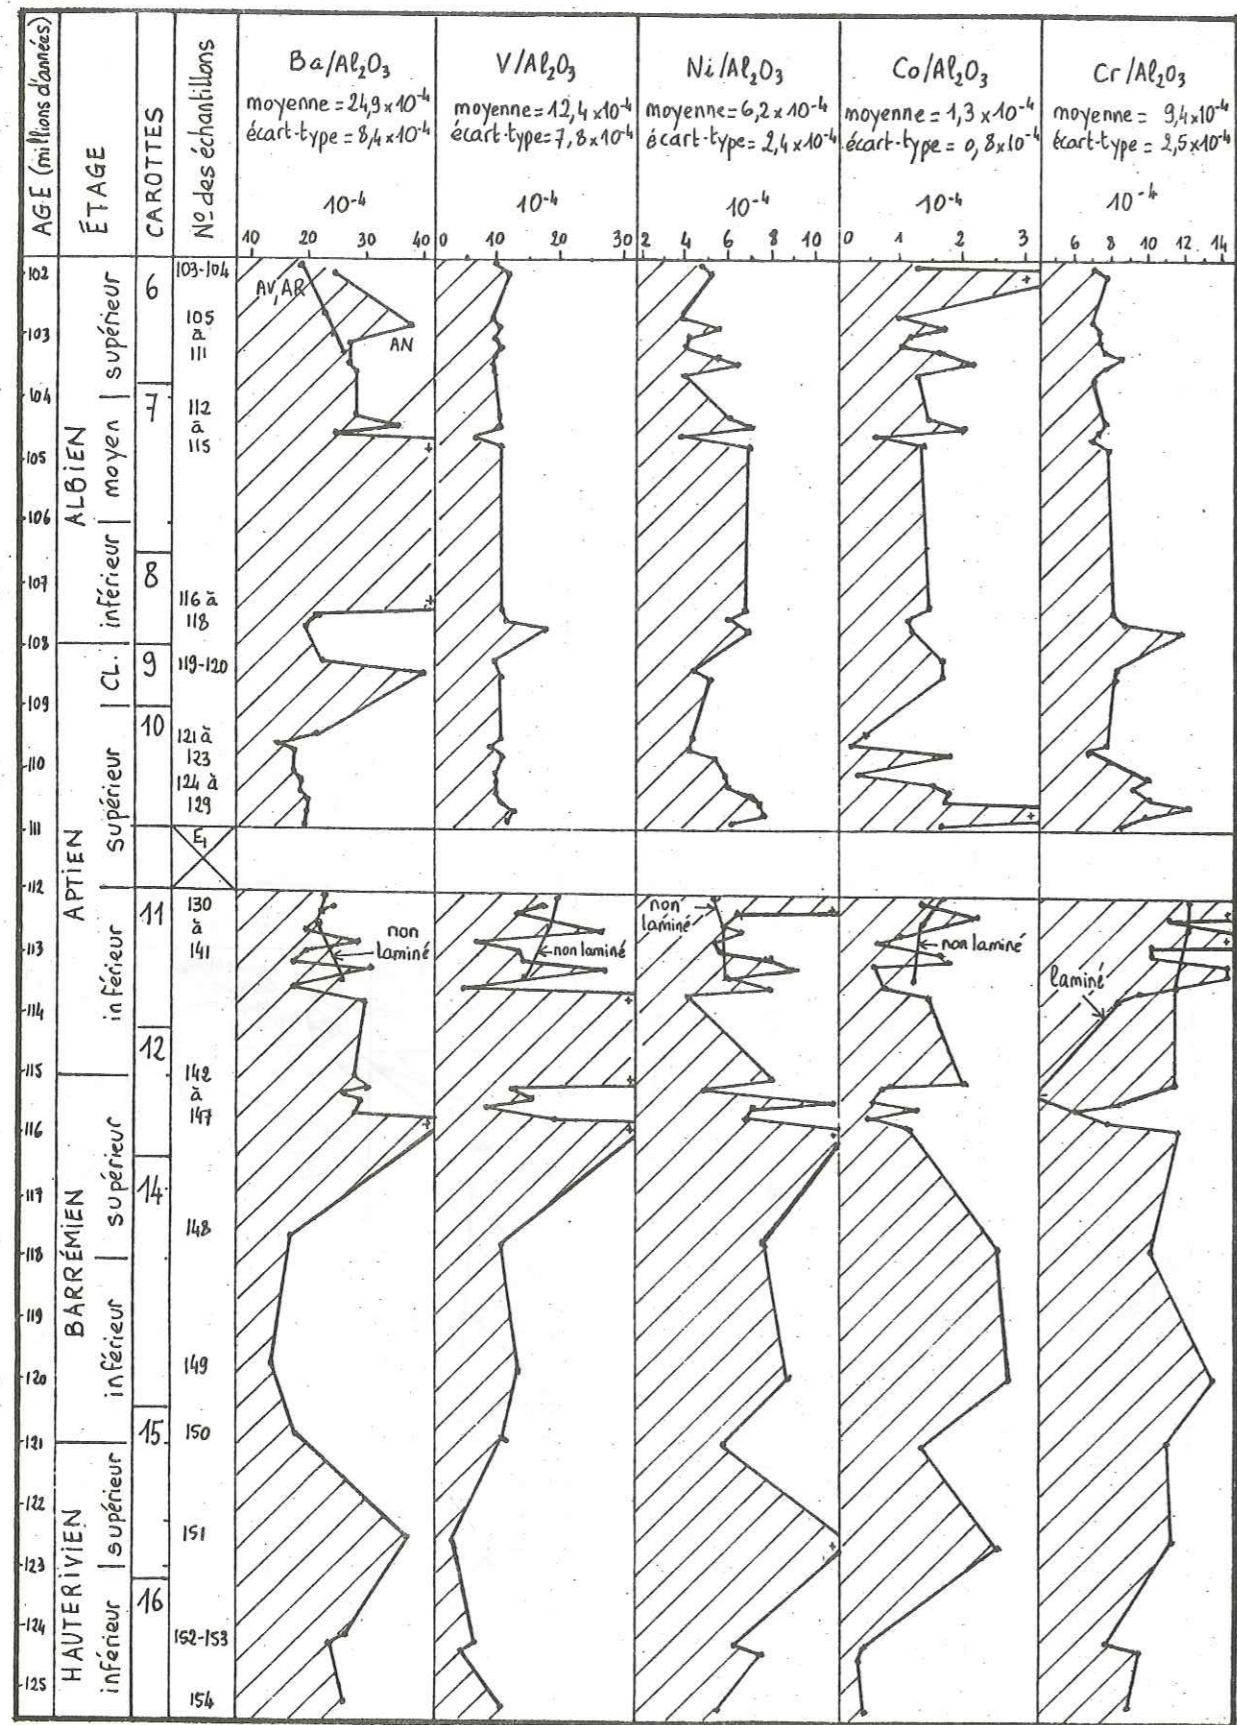 AGE (millions d'années)
ÉTAGE
CAROTTES
Nº des échantillons
Ba/Al₂O₃
moyenne = 24,9 x 10⁻⁴
écart-type = 8,4 x 10⁻⁴
10⁻⁴
10 20 30 40
V/Al₂O₃
moyenne = 12,4 x 10⁻⁴
écart-type = 7,8 x 10⁻⁴
10⁻⁴
0 10 20 30
Ni/Al₂O₃
moyenne = 6,2 x 10⁻⁴
écart-type = 2,4 x 10⁻⁴
10⁻⁴
2 4 6 8 10
Co/Al₂O₃
moyenne = 1,3 x 10⁻⁴
écart-type = 0,8 x 10⁻⁴
10⁻⁴
0 1 2 3
Cr/Al₂O₃
moyenne = 9,4 x 10⁻⁴
écart-type = 2,5 x 10⁻⁴
10⁻⁴
6 8 10 12 14
102
103
104
105
106
107
108
109
110
111
112
113
114
115
116
117
118
119
120
121
122
123
124
125
ALBIEN
supérieur
moyen
inférieur
CL.
APTIEN
supérieur
inférieur
BARRÉMIEN
supérieur
inférieur
HAUTERIVIEN
supérieur
inférieur
6
7
8
9
10
11
12
14
15
16
103-104
105
à
111
112
à
115
116 à
118
119-120
121 à
123
124 à
129
E₁
130
à
141
142
à
147
148
149
150
151
152-153
154
AV, AR
AN
non
laminé
non laminé
non
laminé
non laminé
laminé